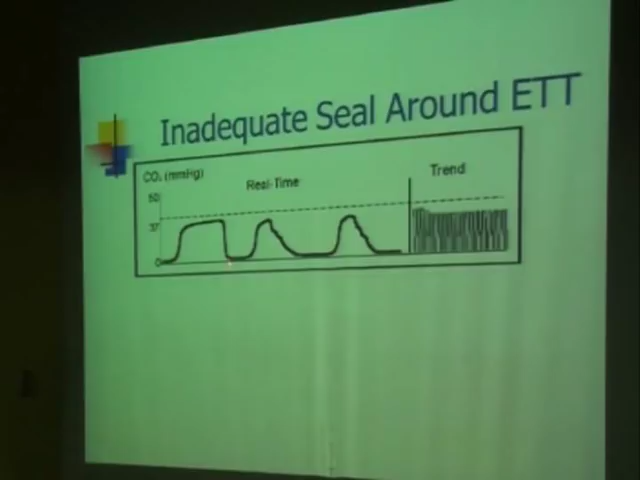 Inadequate Seal Around ETT
CO₂ (mmHg)
Real-Time
Trend
50
37
0